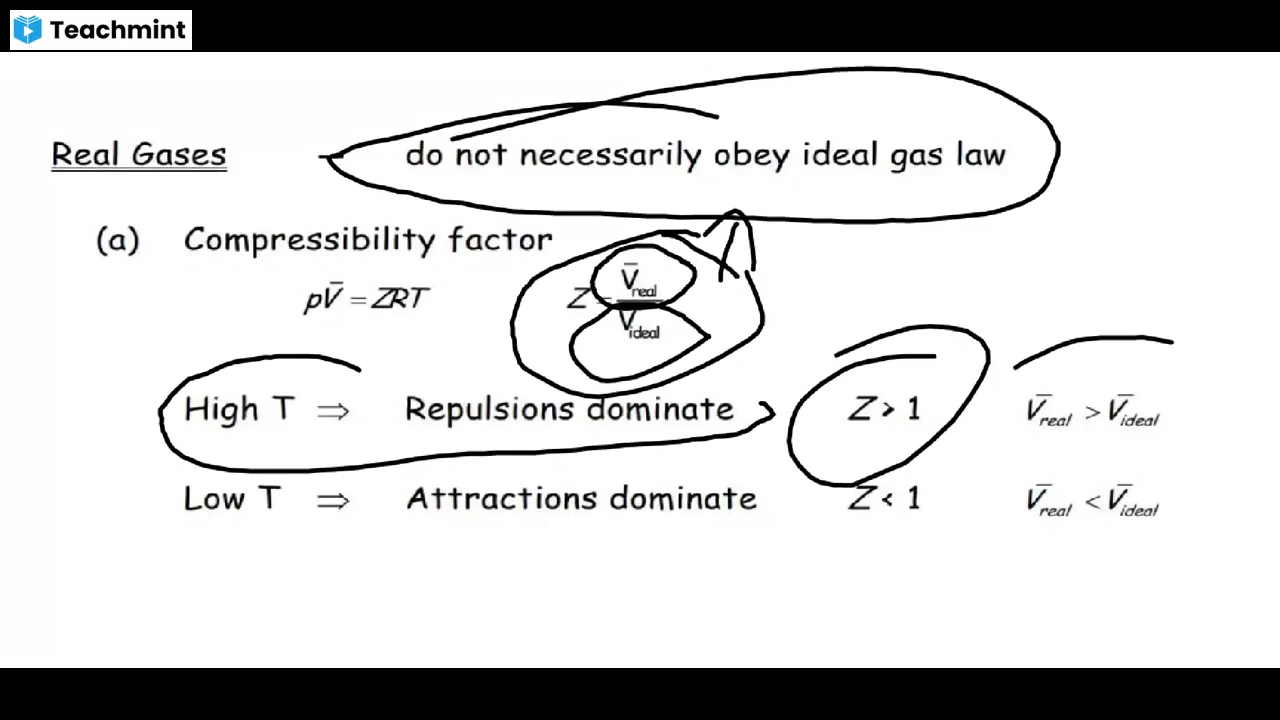 Teachmint
Real Gases do not necessarily obey ideal gas law
(a) Compressibility factor
pV̄ = ZRT Z = V̄real / V̄ideal
High T ⇒ Repulsions dominate Z > 1 V̄real > V̄ideal
Low T ⇒ Attractions dominate Z < 1 V̄real < V̄ideal